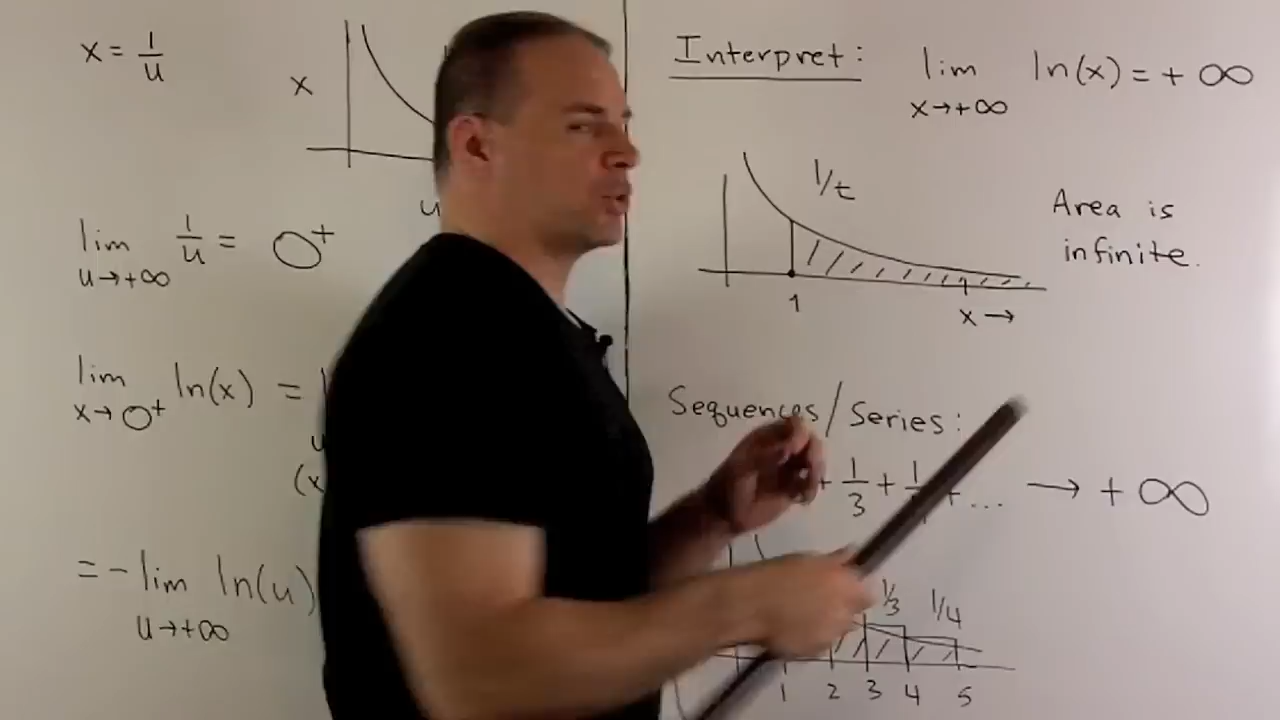 x = 1/u
x
u
lim u→+∞ 1/u = 0⁺
lim x→0⁺ ln(x) =
(x
= - lim u→+∞ ln(u)
Interpret: lim x→+∞ ln(x) = + ∞
1/t
Area is
infinite.
1
x →
Sequences/Series:
+ 1/3 + 1/ + ... → + ∞
1/3 1/4
1 2 3 4 5